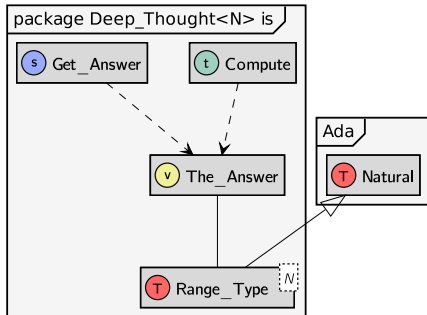 package Deep_Thought<N> is
s Get_Answer
t Compute
Ada
v The_Answer
T Natural
N
T Range_Type